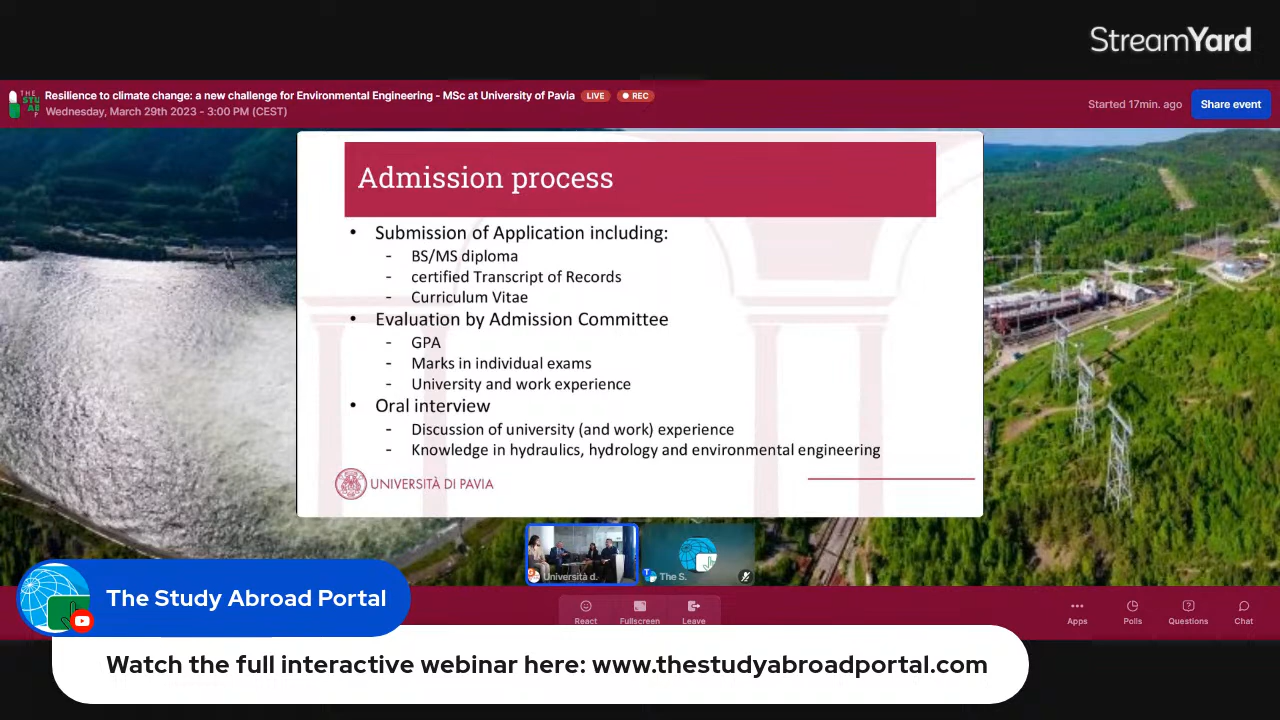 StreamYard
THE
STU
AB
P
Resilience to climate change: a new challenge for Environmental Engineering - MSc at University of Pavia LIVE REC
Wednesday, March 29th 2023 - 3:00 PM (CEST)
Started 17min. ago
Share event
Admission process
• Submission of Application including:
- BS/MS diploma
- certified Transcript of Records
- Curriculum Vitae
• Evaluation by Admission Committee
- GPA
- Marks in individual exams
- University and work experience
• Oral interview
- Discussion of university (and work) experience
- Knowledge in hydraulics, hydrology and environmental engineering
UNIVERSITÀ DI PAVIA
Università d.
The S.
React
Fullscreen
Leave
Apps
Polls
Questions
Chat
The Study Abroad Portal
Watch the full interactive webinar here: www.thestudyabroadportal.com